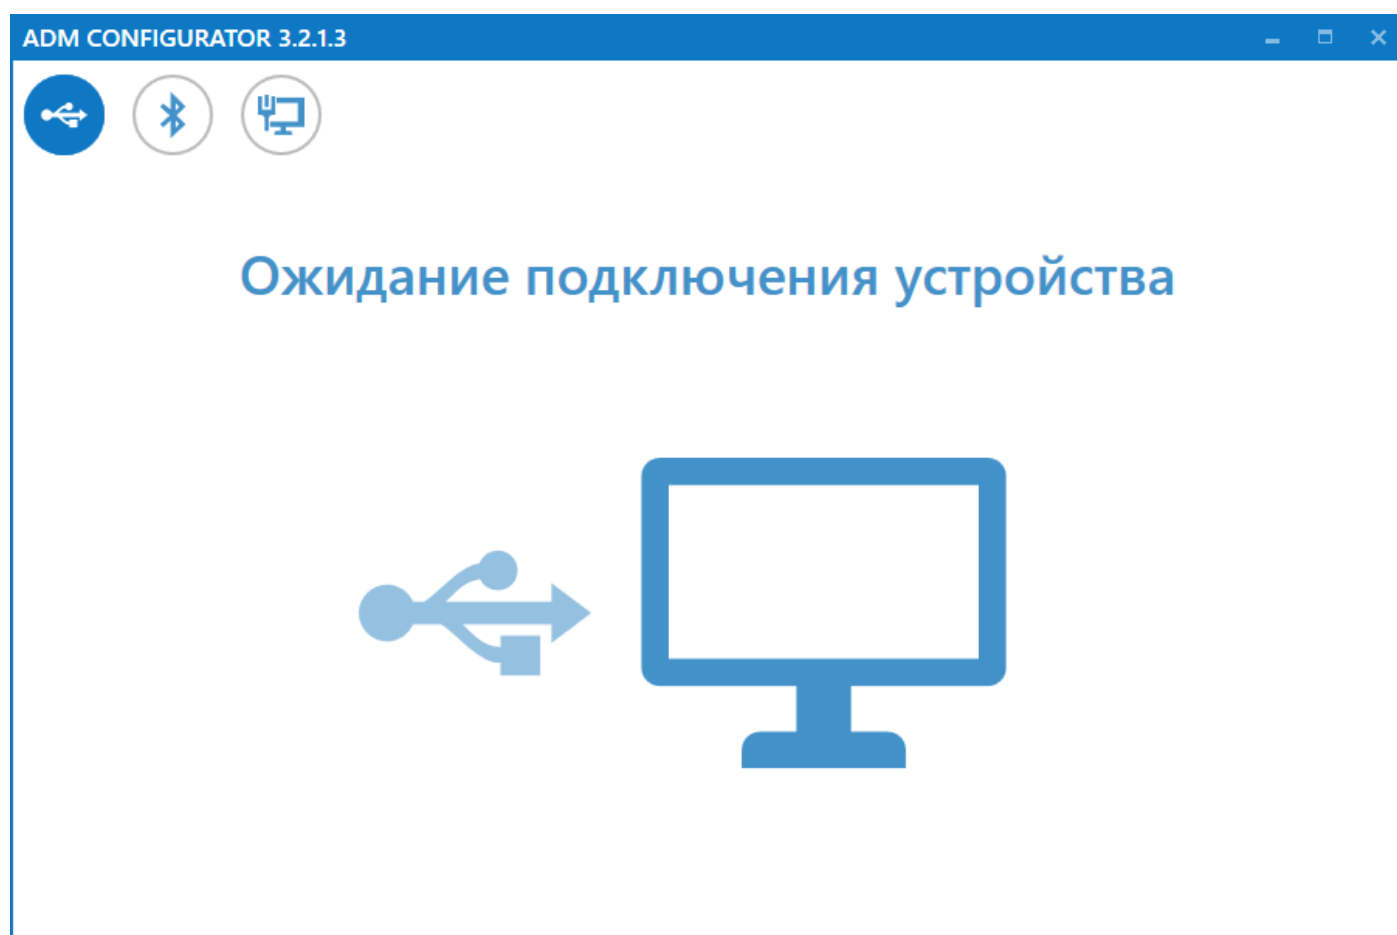 ADM CONFIGURATOR 3.2.1.3
Ожидание подключения устройства